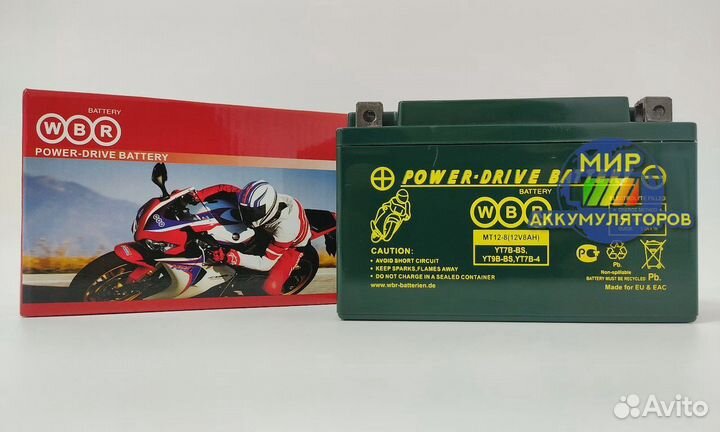 BATTERY
WBR
POWER-DRIVE BATTERY
WBR
POWER-DRIVE
BATTERY
WBR
MT12-8(12V8AH)
YT7B-BS,
YT9B-BS,YT7B-4
CAUTION:
• AVOID SHORT CIRCUIT
• KEEP SPARKS,FLAMES AWAY
• DO NOT CHARGE IN A SEALED CONTAINER
www.wbr-batterien.de
МИР
АККУМУЛЯТОРОВ
Pb.
Non-spillable
Pb.
BATTERY MUST BE RECYCLED
Made for EU & EAC
Avito